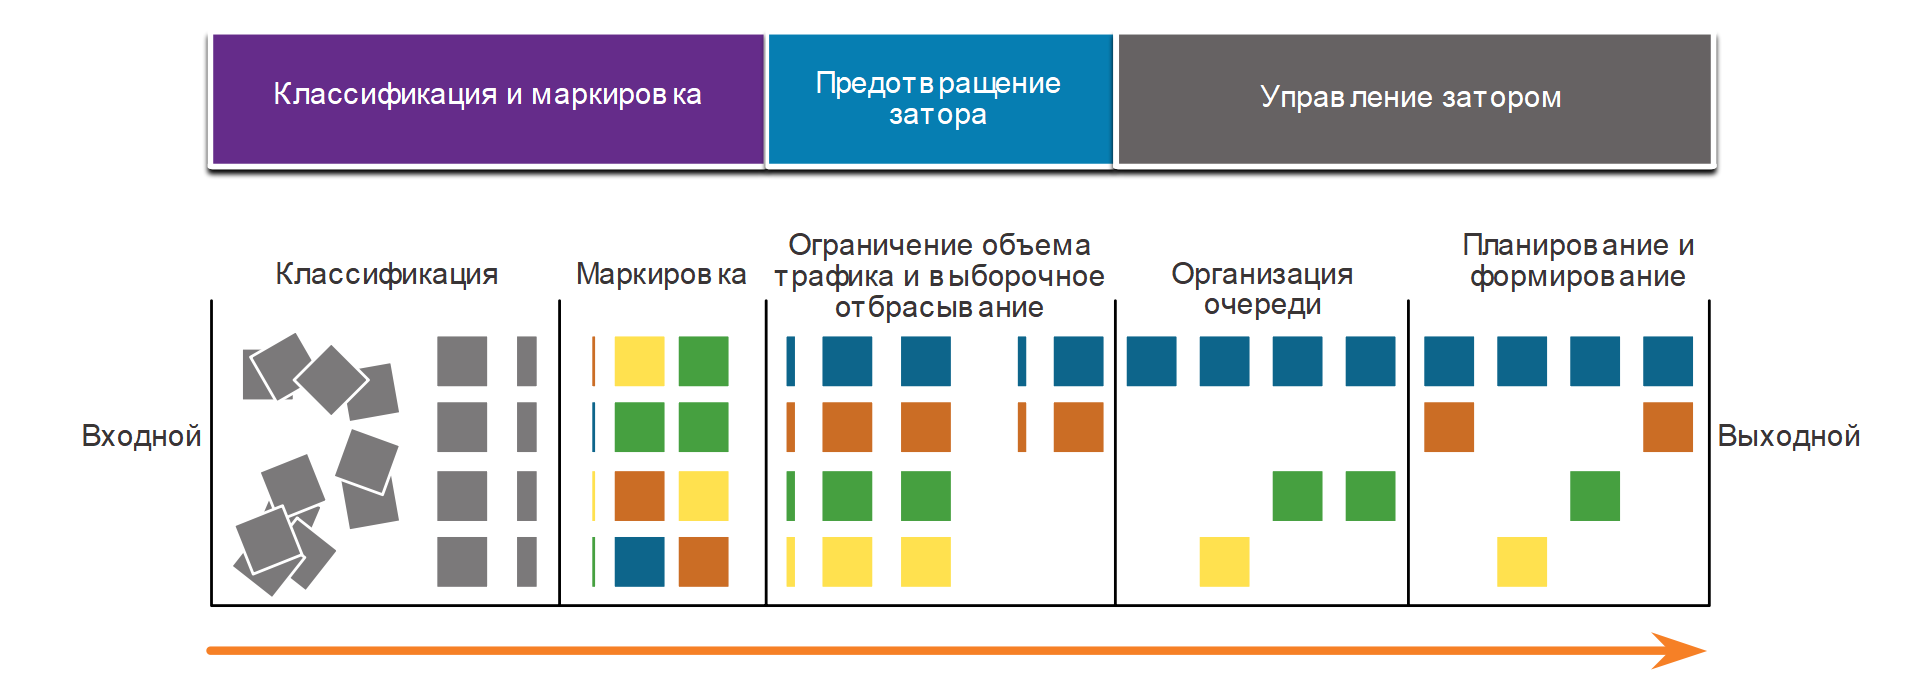 Классификация и маркировка
Предотвращение
затора
Управление затором
Классификация
Маркировка
Ограничение объема
трафика и выборочное
отбрасывание
Организация
очереди
Планирование и
формирование
Входной
Выходной